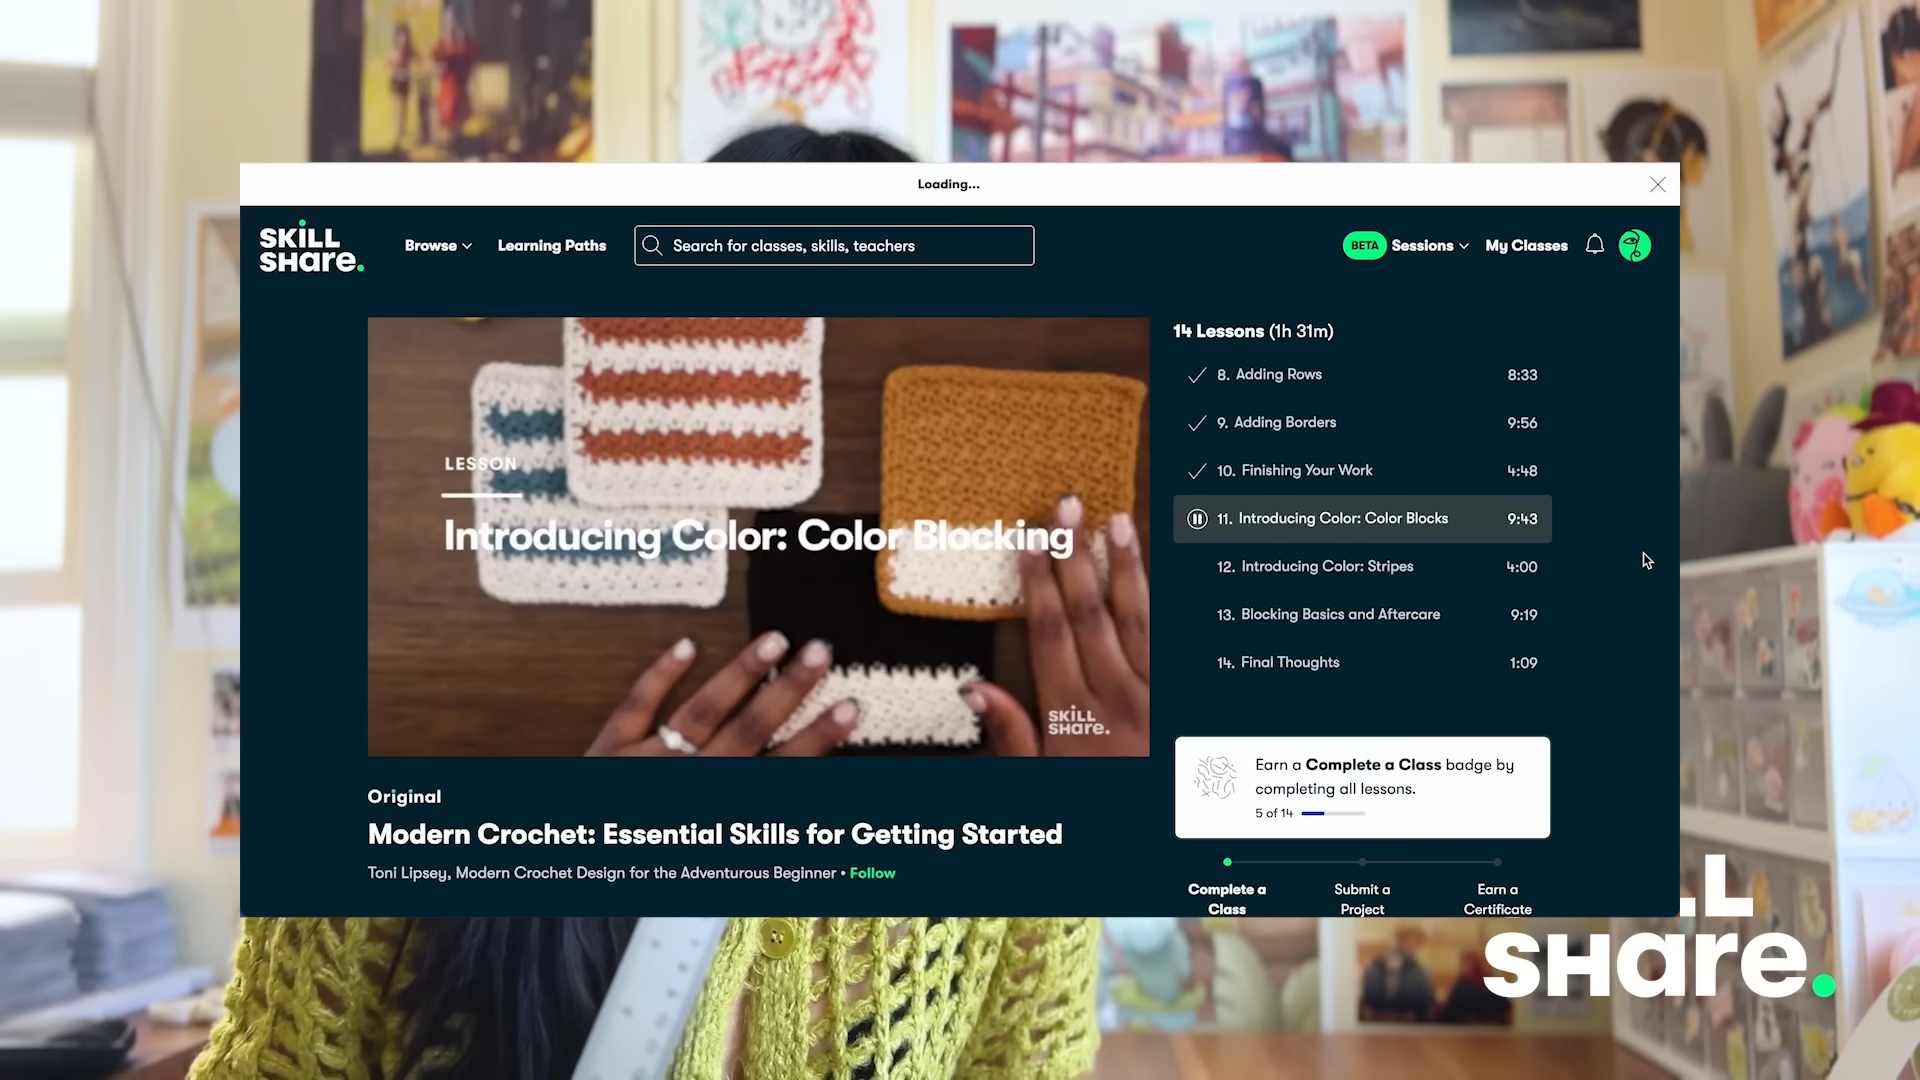 Loading...
SKILL
SHare.
Browse
Learning Paths
Search for classes, skills, teachers
BETA
Sessions
My Classes
LESSON
Introducing Color: Color Blocking
SKILL
SHare.
14 Lessons (1h 31m)
8. Adding Rows 8:33
9. Adding Borders 9:56
10. Finishing Your Work 4:48
11. Introducing Color: Color Blocks 9:43
12. Introducing Color: Stripes 4:00
13. Blocking Basics and Aftercare 9:19
14. Final Thoughts 1:09
Earn a Complete a Class badge by
completing all lessons.
5 of 14
Complete a
Class
Submit a
Project
Earn a
Certificate
Original
Modern Crochet: Essential Skills for Getting Started
Toni Lipsey, Modern Crochet Design for the Adventurous Beginner • Follow
SHare.